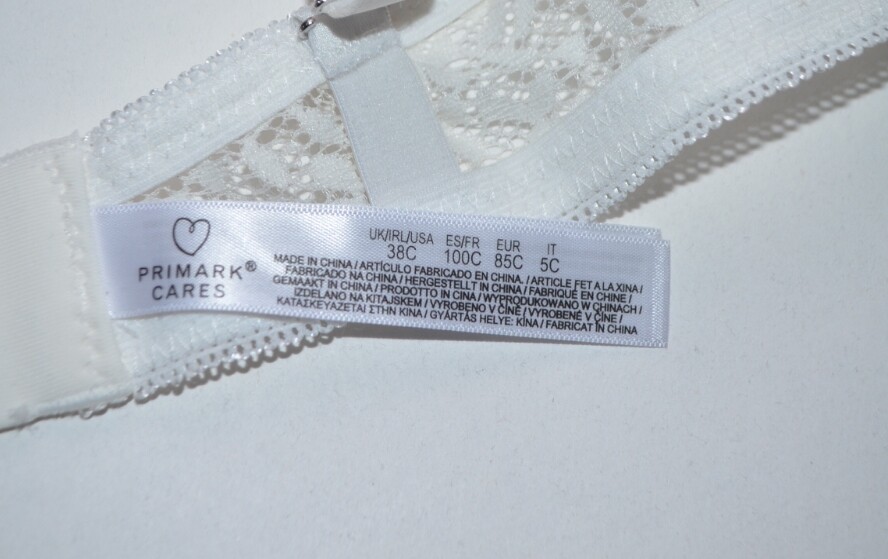 PRIMARK®
CARES
UK/IRL/USA ES/FR EUR IT
38C 100C 85C 5C
MADE IN CHINA / ARTÍCULO FABRICADO EN CHINA. / ARTICLE FET A LA XINA /
FABRICADO NA CHINA / HERGESTELLT IN CHINA / FABRIQUÉ EN CHINE /
GEMAAKT IN CHINA / PRODOTTO IN CINA / WYPRODUKOWANO W CHINACH /
IZDELANO NA KITAJSKEM / VYROBENO V ČÍNĚ / VYROBENÉ V ČÍNE /
ΚΑΤΑΣΚΕΥΑΖΕΤΑΙ ΣΤΗΝ ΚΙΝΑ / GYÁRTÁS HELYE: KÍNA / FABRICAT ÎN CHINA